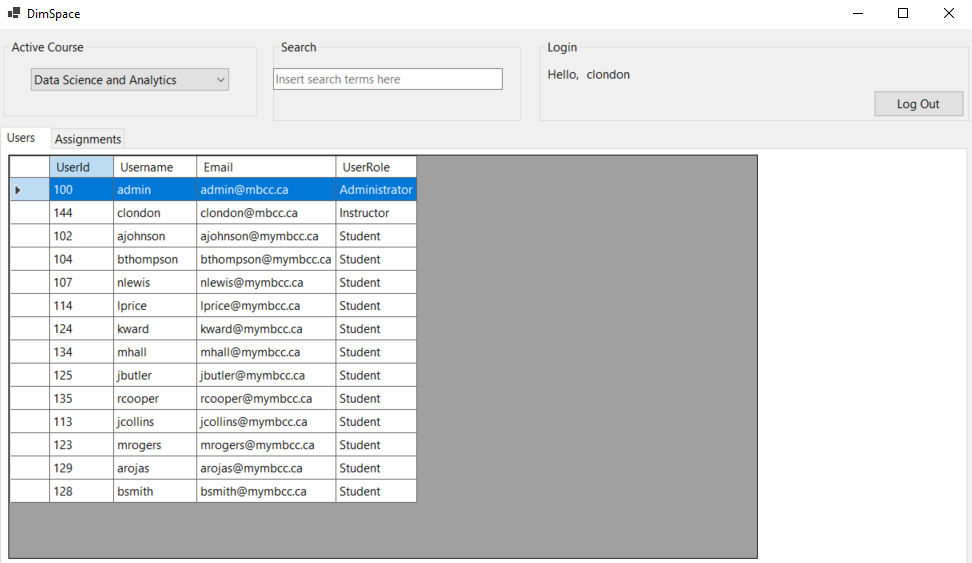 DimSpace
Active Course Search Login
Data Science and Analytics Insert search terms here Hello, clondon
Log Out
Users Assignments
UserId Username Email UserRole
100 admin admin@mbcc.ca Administrator
144 clondon clondon@mbcc.ca Instructor
102 ajohnson ajohnson@mymbcc.ca Student
104 bthompson bthompson@mymbcc.ca Student
107 nlewis nlewis@mymbcc.ca Student
114 lprice lprice@mymbcc.ca Student
124 kward kward@mymbcc.ca Student
134 mhall mhall@mymbcc.ca Student
125 jbutler jbutler@mymbcc.ca Student
135 rcooper rcooper@mymbcc.ca Student
113 jcollins jcollins@mymbcc.ca Student
123 mrogers mrogers@mymbcc.ca Student
129 arojas arojas@mymbcc.ca Student
128 bsmith bsmith@mymbcc.ca Student